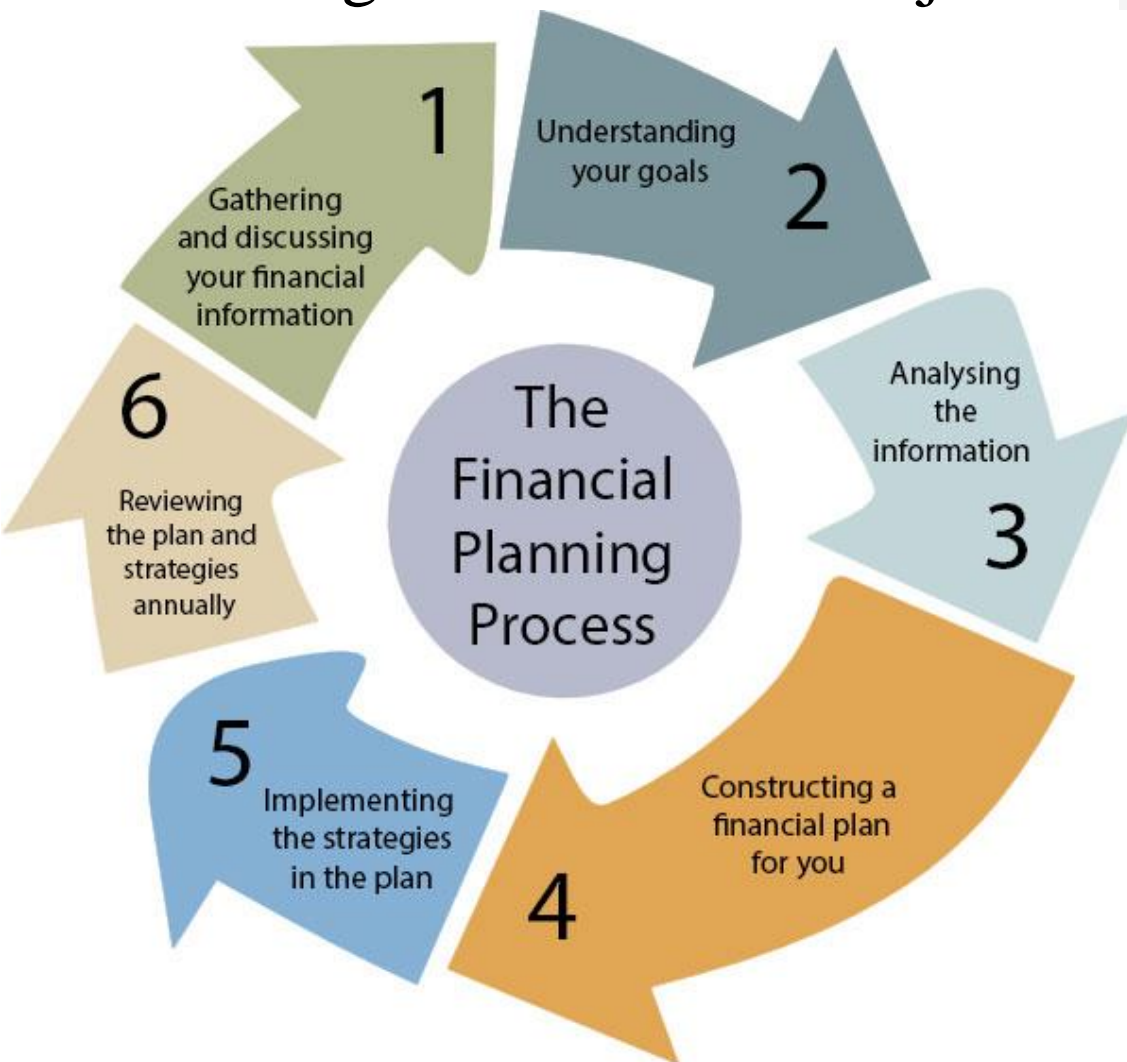 The
Financial
Planning
Process
1
Gathering
and discussing
your financial
information
Understanding
your goals
2
Analysing
the
information
3
Constructing a
financial plan
for you
4
5
Implementing
the strategies
in the plan
6
Reviewing
the plan and
strategies
annually